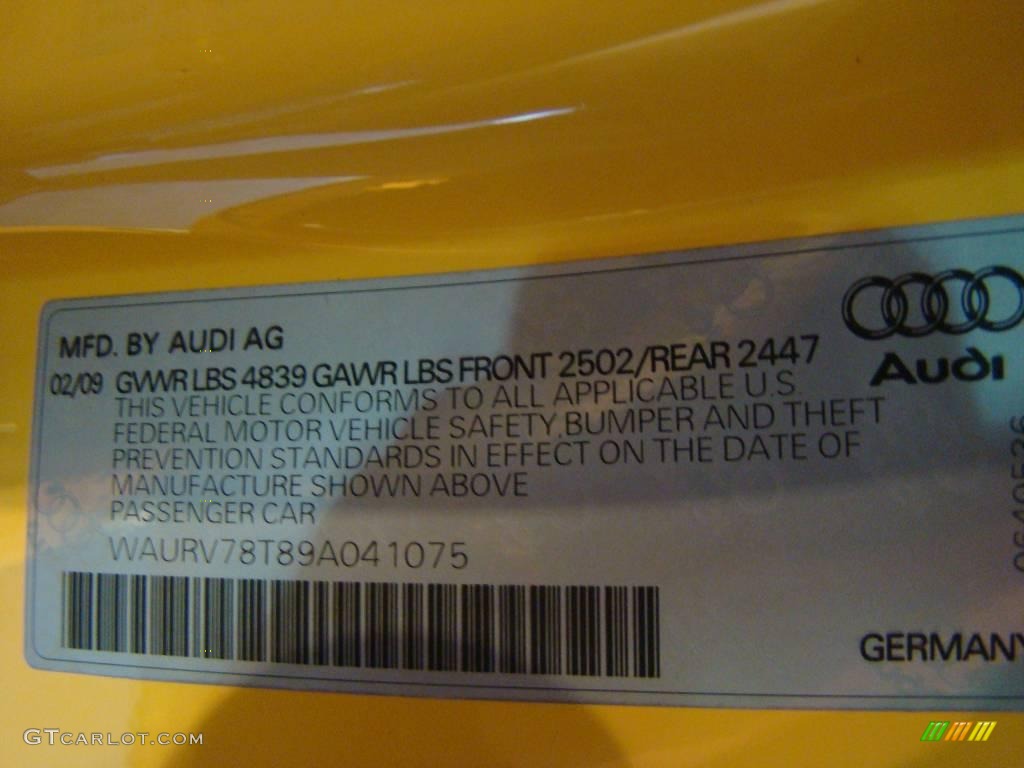 MFD. BY AUDI AG
02/09 GVWR LBS 4839 GAWR LBS FRONT 2502/REAR 2447
THIS VEHICLE CONFORMS TO ALL APPLICABLE U.S.
FEDERAL MOTOR VEHICLE SAFETY, BUMPER AND THEFT
PREVENTION STANDARDS IN EFFECT ON THE DATE OF
MANUFACTURE SHOWN ABOVE
PASSENGER CAR
WAURV78T89A041075
Audi
0640526
GERMANY
GTCARLOT.COM